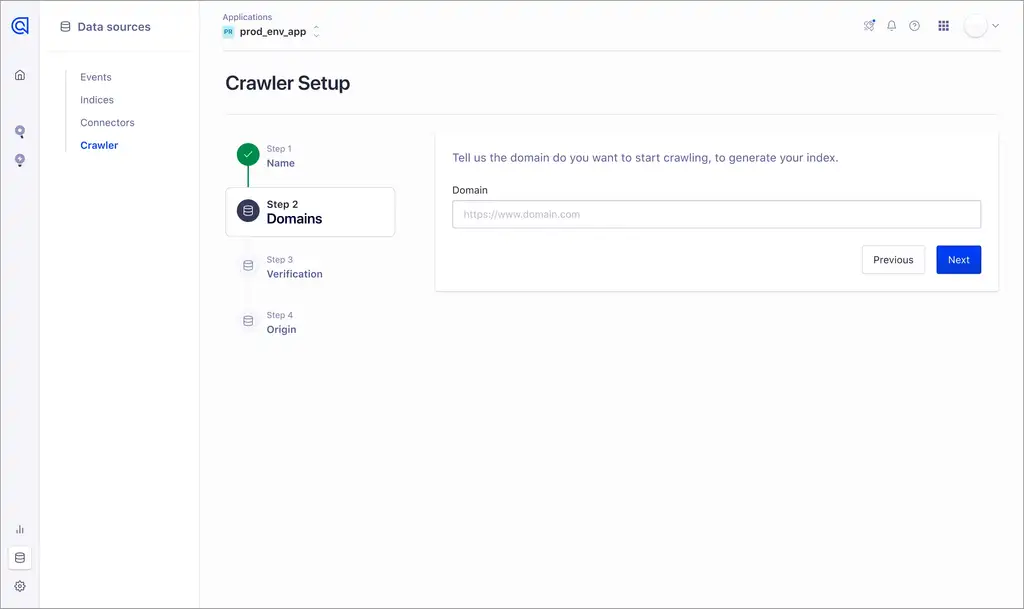 Data sources
Events
Indices
Connectors
Crawler
Applications
PR prod_env_app
Crawler Setup
Step 1
Name
Step 2
Domains
Step 3
Verification
Step 4
Origin
Tell us the domain do you want to start crawling, to generate your index.
Domain
https://www.domain.com
Previous
Next